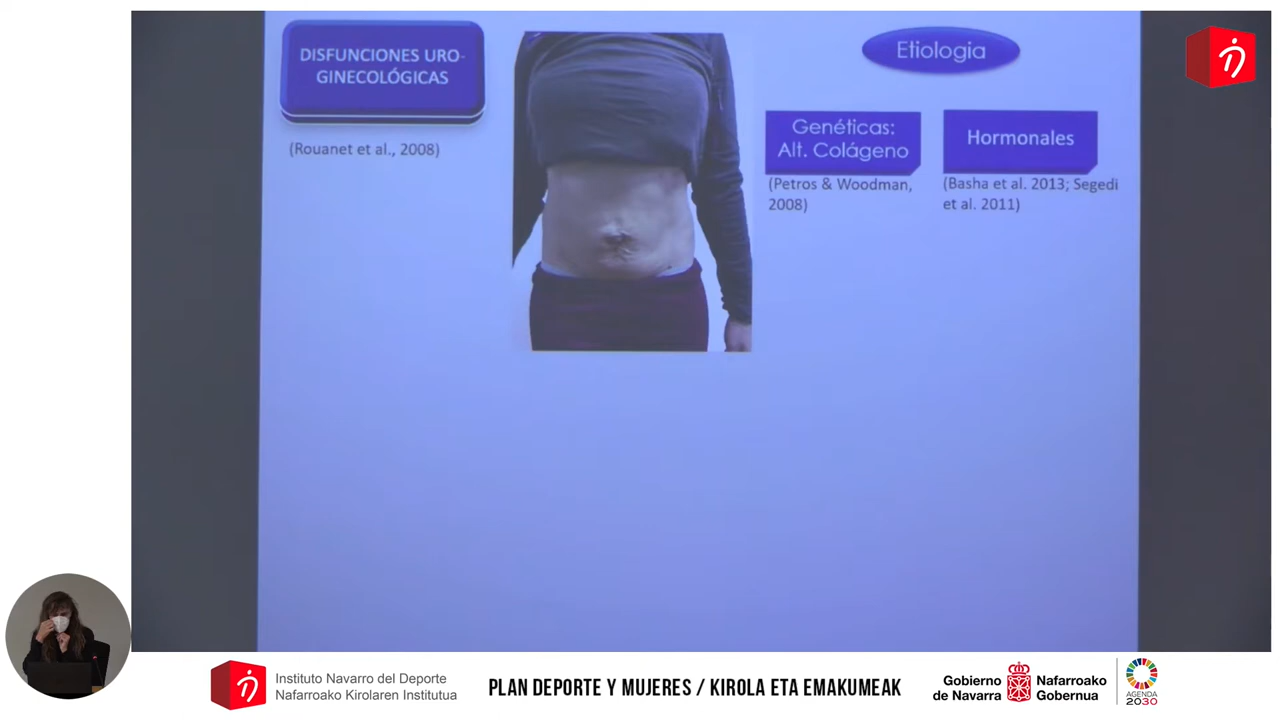 DISFUNCIONES URO-
GINECOLÓGICAS
(Rouanet et al., 2008)
Etiologia
Genéticas:
Alt. Colágeno
(Petros & Woodman,
2008)
Hormonales
(Basha et al. 2013; Segedi
et al. 2011)
Instituto Navarro del Deporte
Nafarroako Kirolaren Institutua
PLAN DEPORTE Y MUJERES / KIROLA ETA EMAKUMEAK
Gobierno
de Navarra
Nafarroako
Gobernua
AGENDA
2030